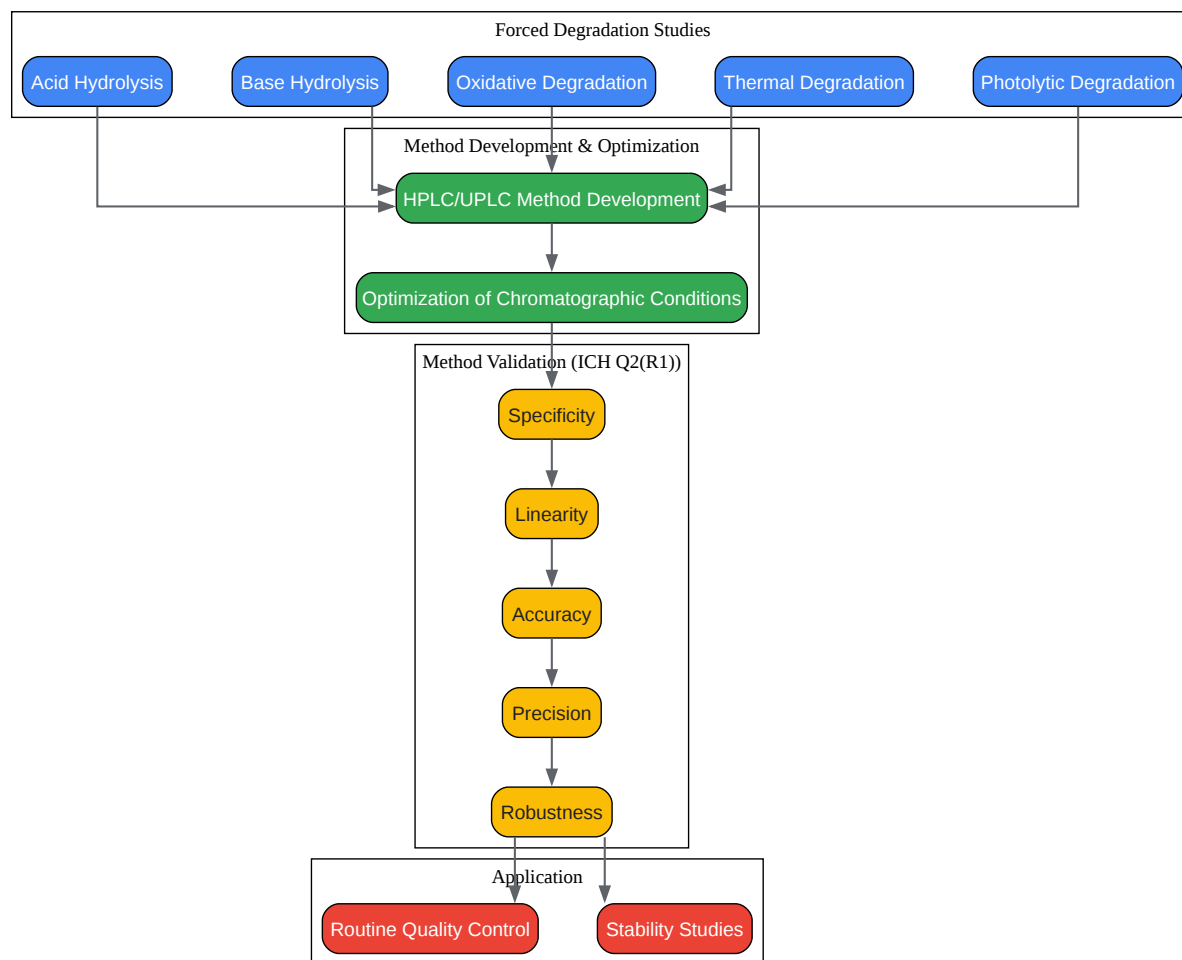 Forced Degradation Studies
Acid Hydrolysis
Base Hydrolysis
Oxidative Degradation
Thermal Degradation
Photolytic Degradation
Method Development & Optimization
HPLC/UPLC Method Development
Optimization of Chromatographic Conditions
Method Validation (ICH Q2(R1))
Specificity
Linearity
Accuracy
Precision
Robustness
Application
Routine Quality Control
Stability Studies